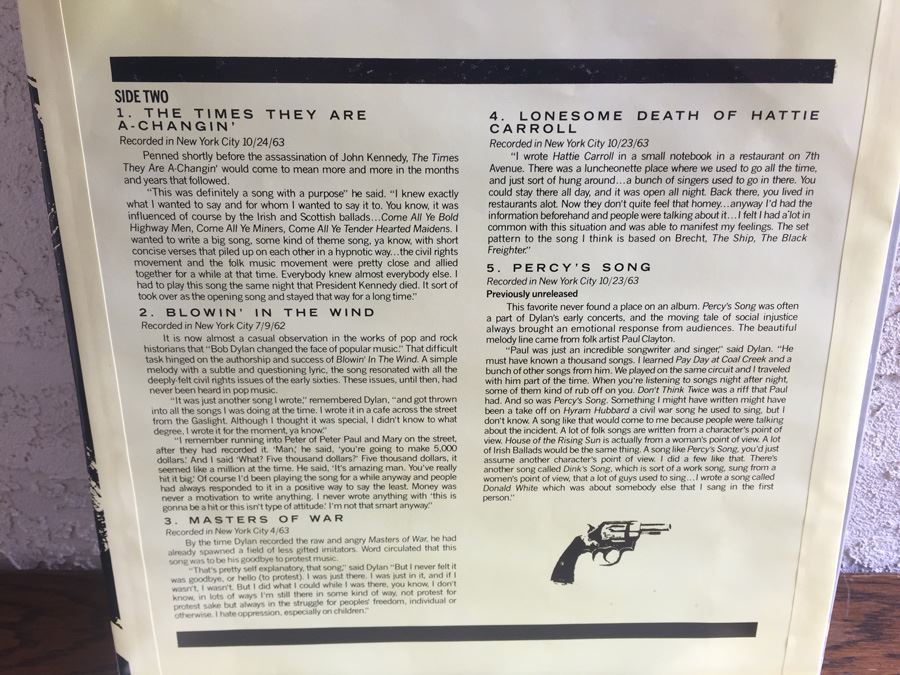 SIDE TWO
1. THE TIMES THEY ARE
A-CHANGIN'
Recorded in New York City 10/24/63
Penned shortly before the assassination of John Kennedy, The Times
They Are A-Changin' would come to mean more and more in the months
and years that followed.
"This was definitely a song with a purpose" he said. "I knew exactly
what I wanted to say and for whom I wanted to say it to. You know, it was
influenced of course by the Irish and Scottish ballads...Come All Ye Bold
Highway Men, Come All Ye Miners, Come All Ye Tender Hearted Maidens. I
wanted to write a big song, some kind of theme song, ya know, with short
concise verses that piled up on each other in a hypnotic way...the civil rights
movement and the folk music movement were pretty close and allied
together for a while at that time. Everybody knew almost everybody else. I
had to play this song the same night that President Kennedy died. It sort of
took over as the opening song and stayed that way for a long time."
2. BLOWIN' IN THE WIND
Recorded in New York City 7/9/62
It is now almost a casual observation in the works of pop and rock
historians that "Bob Dylan changed the face of popular music." That difficult
task hinged on the authorship and success of Blowin' In The Wind. A simple
melody with a subtle and questioning lyric, the song resonated with all the
deeply-felt civil rights issues of the early sixties. These issues, until then, had
never been heard in pop music.
"It was just another song I wrote," remembered Dylan, "and got thrown
into all the songs I was doing at the time. I wrote it in a cafe across the street
from the Gaslight. Although I thought it was special, I didn't know to what
degree, I wrote it for the moment, ya know."
"I remember running into Peter of Peter Paul and Mary on the street,
after they had recorded it. 'Man,' he said, 'you're going to make 5,000
dollars.' And I said 'What? Five thousand dollars?' Five thousand dollars, it
seemed like a million at the time. He said, 'It's amazing man. You've really
hit it big.' Of course I'd been playing the song for a while anyway and people
had always responded to it in a positive way to say the least. Money was
never a motivation to write anything. I never wrote anything with 'this is
gonna be a hit or this isn't type of attitude.' I'm not that smart anyway."
3. MASTERS OF WAR
Recorded in New York City 4/63
By the time Dylan recorded the raw and angry Masters of War, he had
already spawned a field of less gifted imitators. Word circulated that this
song was to be his goodbye to protest music.
"That's pretty self explanatory, that song," said Dylan "But I never felt it
was goodbye, or hello (to protest). I was just there, I was just in it, and if I
wasn't, I wasn't. But I did what I could while I was there, you know, I don't
know, in lots of ways I'm still there in some kind of way, not protest for
protest sake but always in the struggle for peoples' freedom, individual or
otherwise. I hate oppression, especially on children."
4. LONESOME DEATH OF HATTIE
CARROLL
Recorded in New York City 10/23/63
"I wrote Hattie Carroll in a small notebook in a restaurant on 7th
Avenue. There was a luncheonette place where we used to go all the time,
and just sort of hung around...a bunch of singers used to go in there. You
could stay there all day, and it was open all night. Back there, you lived in
restaurants alot. Now they don't quite feel that homey...anyway I'd had the
information beforehand and people were talking about it...I felt I had a lot in
common with this situation and was able to manifest my feelings. The set
pattern to the song I think is based on Brecht, The Ship, The Black
Freighter."
5. PERCY'S SONG
Recorded in New York City 10/23/63
Previously unreleased
This favorite never found a place on an album. Percy's Song was often
a part of Dylan's early concerts, and the moving tale of social injustice
always brought an emotional response from audiences. The beautiful
melody line came from folk artist Paul Clayton.
"Paul was just an incredible songwriter and singer," said Dylan. "He
must have known a thousand songs. I learned Pay Day at Coal Creek and a
bunch of other songs from him. We played on the same circuit and I traveled
with him part of the time. When you're listening to songs night after night,
some of them kind of rub off on you. Don't Think Twice was a riff that Paul
had. And so was Percy's Song. Something I might have written might have
been a take off on Hyram Hubbard a civil war song he used to sing, but I
don't know. A song like that would come to me because people were talking
about the incident. A lot of folk songs are written from a character's point of
view. House of the Rising Sun is actually from a woman's point of view. A lot
of Irish Ballads would be the same thing. A song like Percy's Song, you'd just
assume another character's point of view. I did a few like that. There's
another song called Dink's Song, which is sort of a work song, sung from a
women's point of view, that a lot of guys used to sing...I wrote a song called
Donald White which was about somebody else that I sang in the first
person."